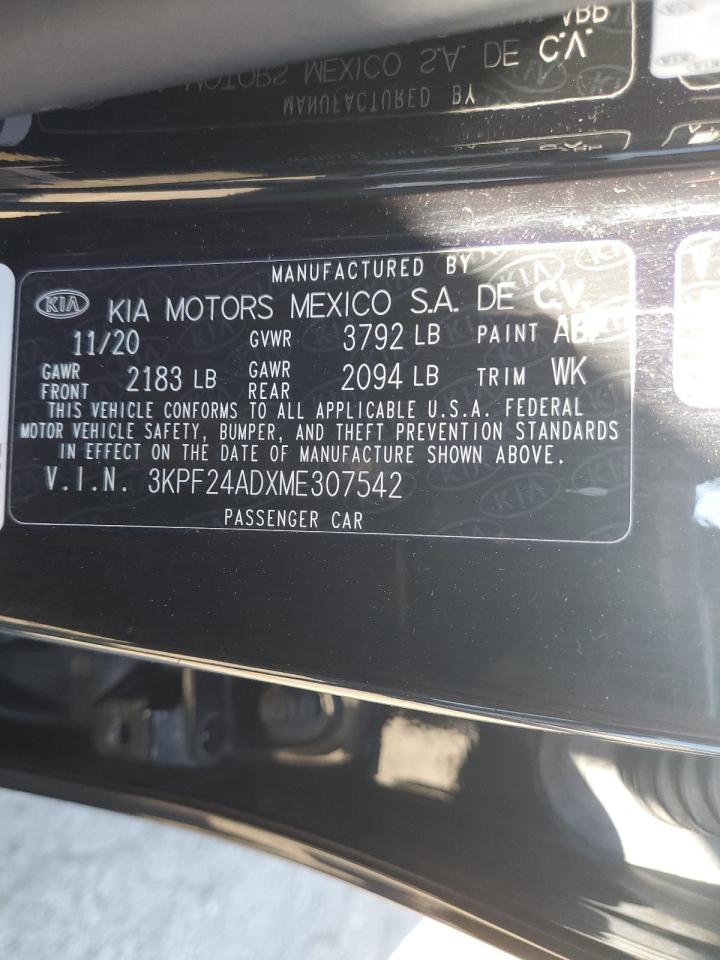 MANUFACTURED BY
KIA KIA MOTORS MEXICO S.A. DE C.V.
11/20 GVWR 3792 LB PAINT ABP
GAWR FRONT 2183 LB GAWR REAR 2094 LB TRIM WK
THIS VEHICLE CONFORMS TO ALL APPLICABLE U.S.A. FEDERAL
MOTOR VEHICLE SAFETY, BUMPER, AND THEFT PREVENTION STANDARDS
IN EFFECT ON THE DATE OF MANUFACTURE SHOWN ABOVE.
V.I.N. 3KPF24ADXME307542
PASSENGER CAR